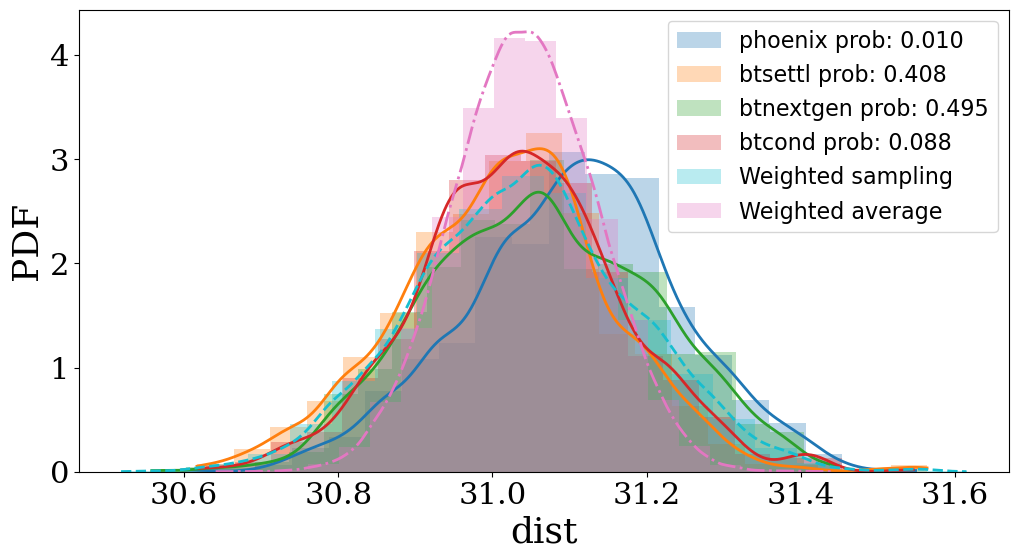 phoenix prob: 0.010
btsettl prob: 0.408
btnextgen prob: 0.495
btcond prob: 0.088
Weighted sampling
Weighted average
PDF
4
3
2
1
0
30.6 30.8 31.0 31.2 31.4 31.6
dist